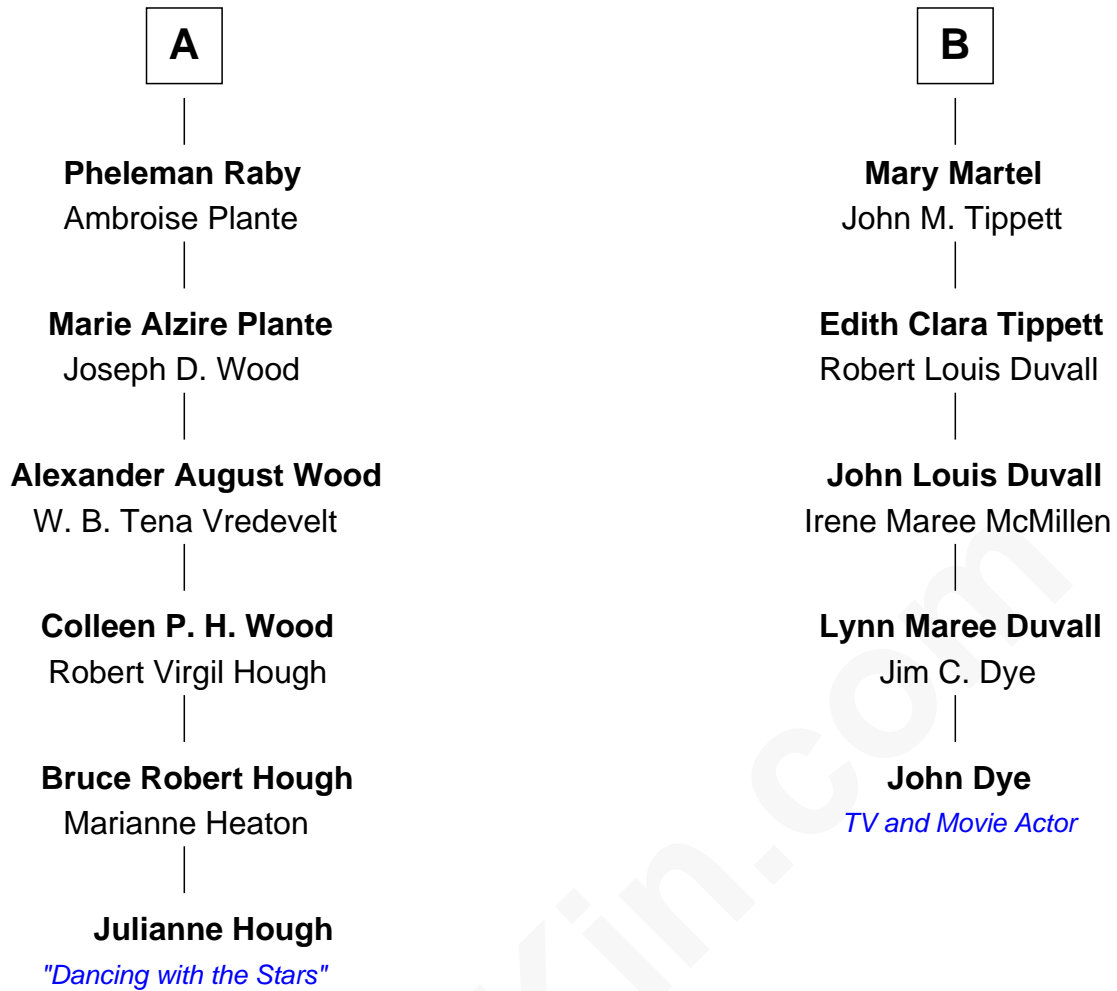 A
Pheleman Raby
Ambroise Plante
Marie Alzire Plante
Joseph D. Wood
Alexander August Wood
W. B. Tena Vredevelt
Colleen P. H. Wood
Robert Virgil Hough
Bruce Robert Hough
Marianne Heaton
Julianne Hough
"Dancing with the Stars"
B
Mary Martel
John M. Tippett
Edith Clara Tippett
Robert Louis Duvall
John Louis Duvall
Irene Maree McMillen
Lynn Maree Duvall
Jim C. Dye
John Dye
TV and Movie Actor
Kin.com